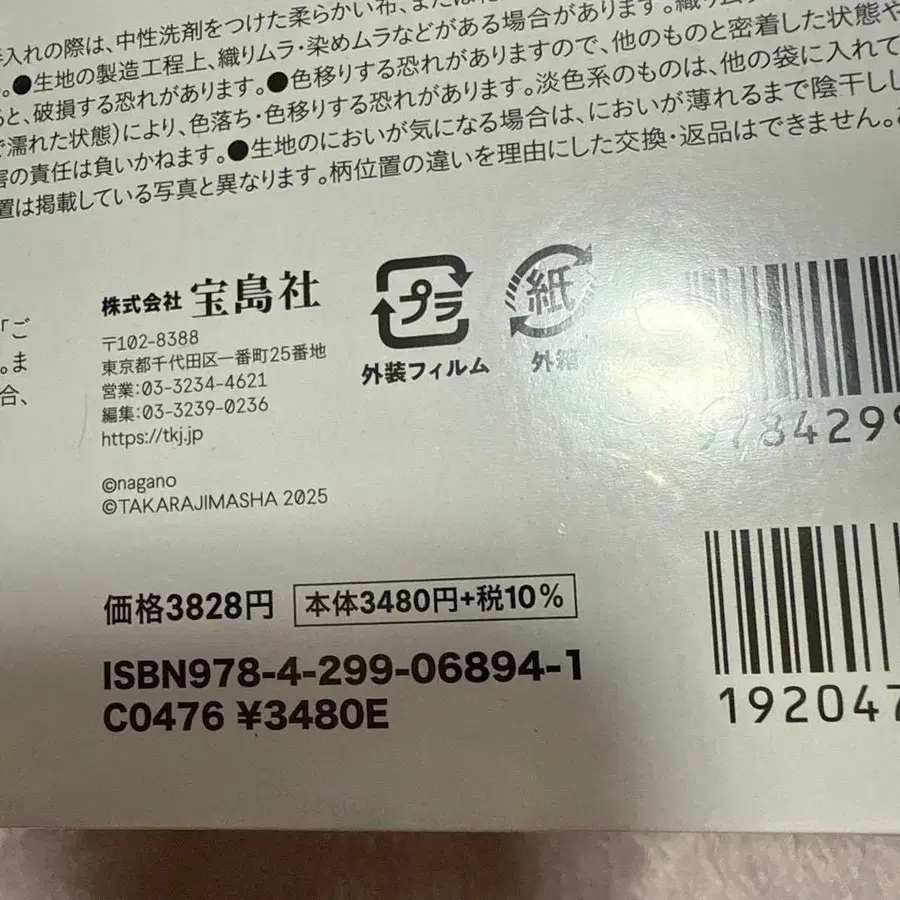 入れの際は、中性洗剤をつけた柔らかい布、または
。●生地の製造工程上、織りムラ・染めムラなどがある場合があります。織り
ると、破損する恐れがあります。●色移りする恐れがありますので、他のものと密着した状態や
で濡れた状態)により、色落ち・色移りする恐れがあります。淡色系のものは、他の袋に入れて
害の責任は負いかねます。●生地のにおいが気になる場合は、においが薄れるまで陰干しし
置は掲載している写真と異なります。柄位置の違いを理由にした交換・返品はできません。
「ご
。ま
合、
株式会社 宝島社
〒102-8388
東京都千代田区一番町25番地
営業:03-3234-4621
編集:03-3239-0236
https://tkj.jp
プラ
外装フィルム
紙
外箱
©nagano
©TAKARAJIMASHA 2025
9784299
価格3828円 本体3480円+税10%
ISBN978-4-299-06894-1
C0476 ¥3480E
192047